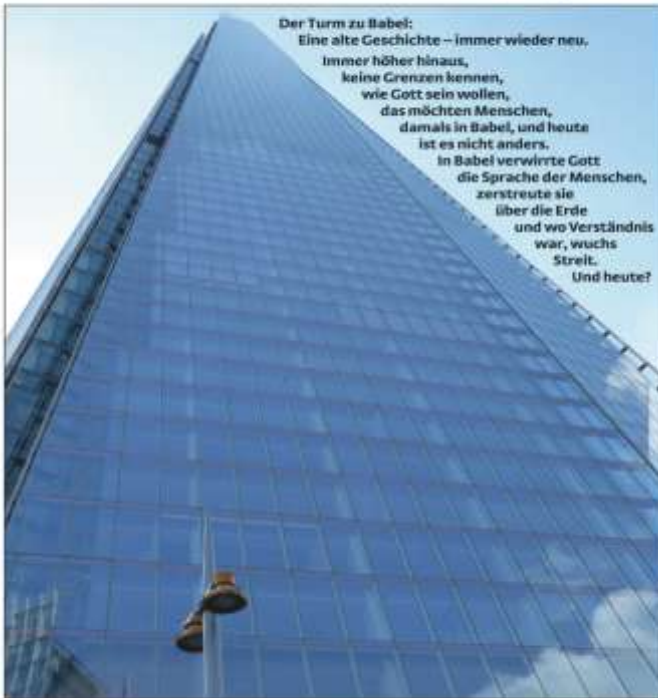 Der Turm zu Babel:
Eine alte Geschichte – immer wieder neu.
Immer höher hinaus,
keine Grenzen kennen,
wie Gott sein wollen,
das möchten Menschen,
damals in Babel, und heute
ist es nicht anders.
In Babel verwirrte Gott
die Sprache der Menschen,
zerstreute sie
über die Erde
und wo Verständnis
war, wuchs
Streit.
Und heute?